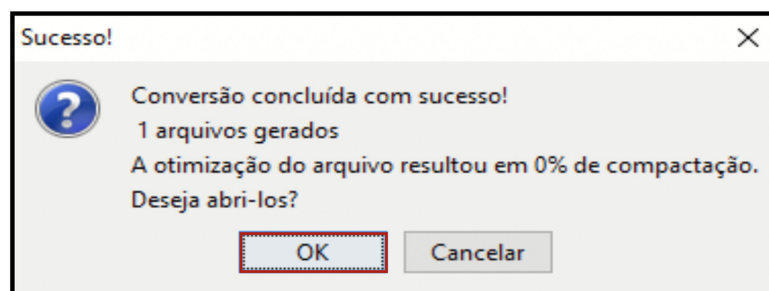 Sucesso!
Conversão concluída com sucesso!
1 arquivos gerados
A otimização do arquivo resultou em 0% de compactação.
Deseja abri-los?
OK Cancelar